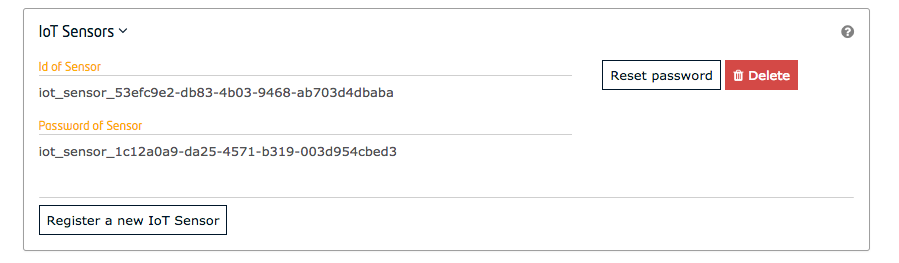 IoT Sensors
Id of Sensor
iot_sensor_53efc9e2-db83-4b03-9468-ab703d4dbaba
Reset password
Delete
Password of Sensor
iot_sensor_1c12a0a9-da25-4571-b319-003d954cbed3
Register a new IoT Sensor